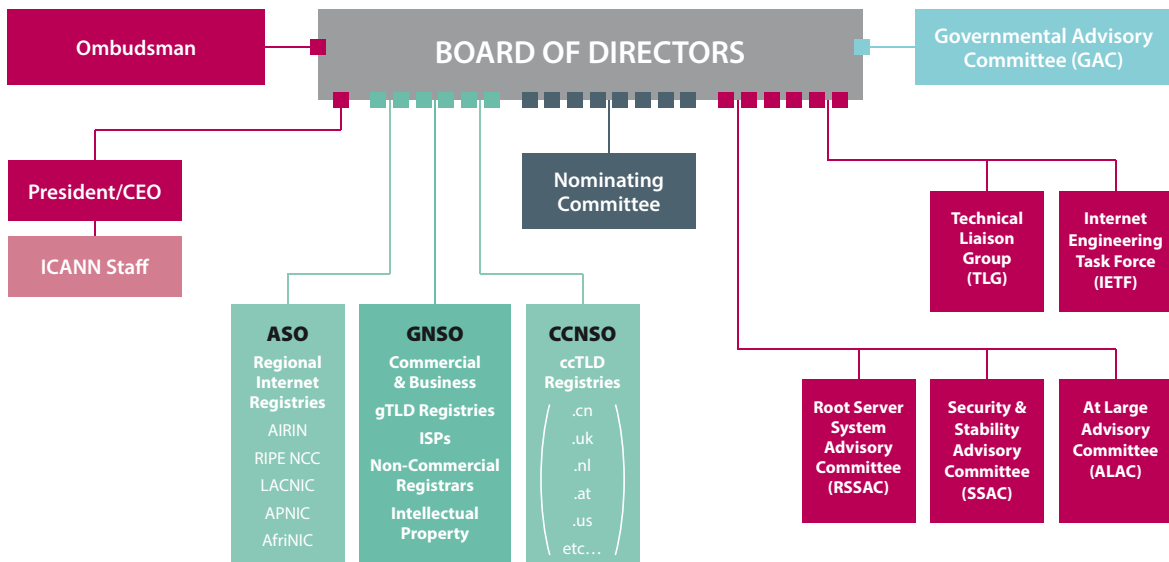 Ombudsman
BOARD OF DIRECTORS
Governmental Advisory
Committee (GAC)
President/CEO
ICANN Staff
Nominating
Committee
Technical
Liaison
Group
(TLG)
Internet
Engineering
Task Force
(IETF)
ASO
Regional
Internet
Registries
AIRIN
RIPE NCC
LACNIC
APNIC
AfriNIC
GNSO
Commercial
& Business
gTLD Registries
ISPs
Non-Commercial
Registrars
Intellectual
Property
CCNSO
ccTLD
Registries
.cn
.uk
.nl
.at
.us
etc…
Root Server
System
Advisory
Committee
(RSSAC)
Security &
Stability
Advisory
Committee
(SSAC)
At Large
Advisory
Committee
(ALAC)